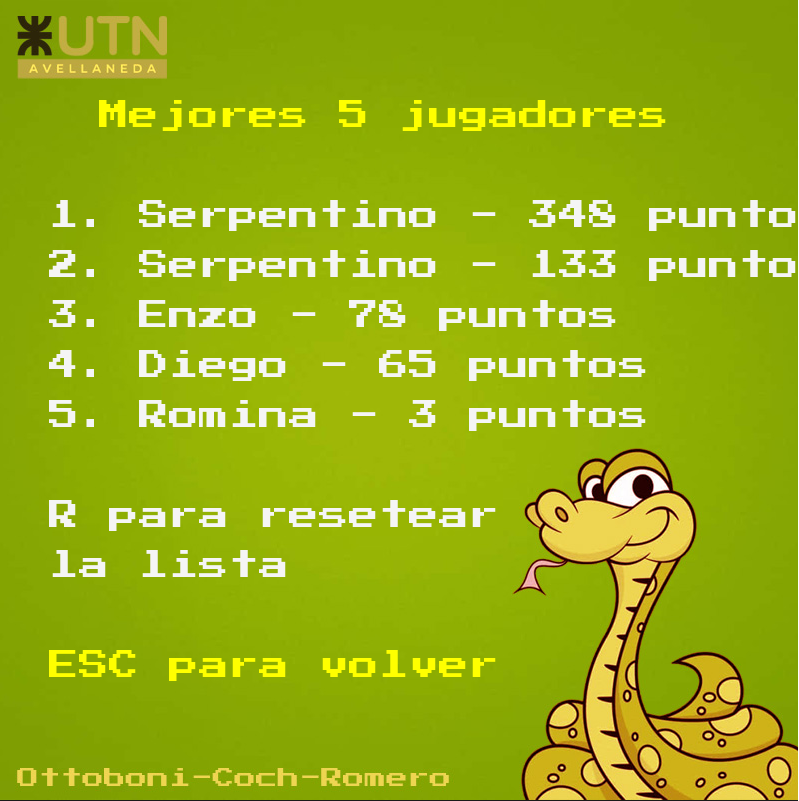 UTN
AVELLANEDA
Mejores 5 jugadores
1. Serpentino - 348 punto
2. Serpentino - 133 punto
3. Enzo - 78 puntos
4. Diego - 65 puntos
5. Romina - 3 puntos
R para resetear
la lista
ESC para volver
Ottoboni-Coch-Romero